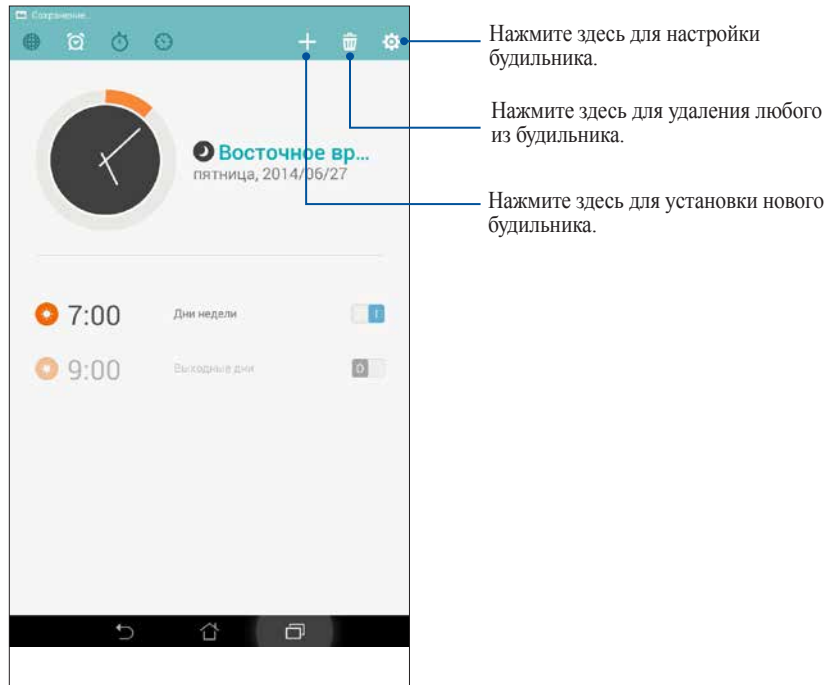 Сохранение...
Восточное вр...
пятница, 2014/06/27
7:00 Дни недели
9:00 Выходные дни
Нажмите здесь для настройки
будильника.
Нажмите здесь для удаления любого
из будильника.
Нажмите здесь для установки нового
будильника.